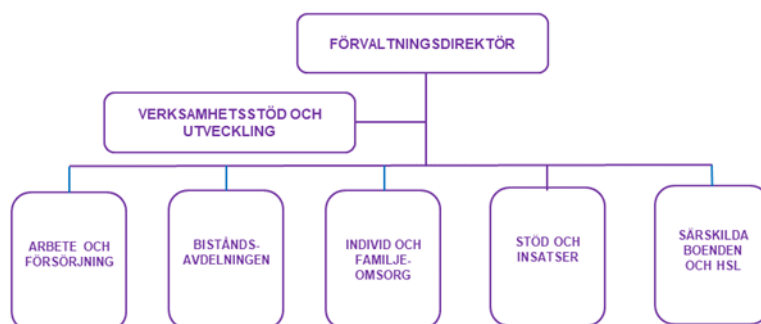 FÖRVALTNINGSDIREKTÖR
VERKSAMHETSSTÖD OCH
UTVECKLING
ARBETE OCH
FÖRSÖRJNING
BISTÅNDS-
AVDELNINGEN
INDIVID OCH
FAMILJE-
OMSORG
STÖD OCH
INSATSER
SÄRSKILDA
BOENDEN
OCH HSL